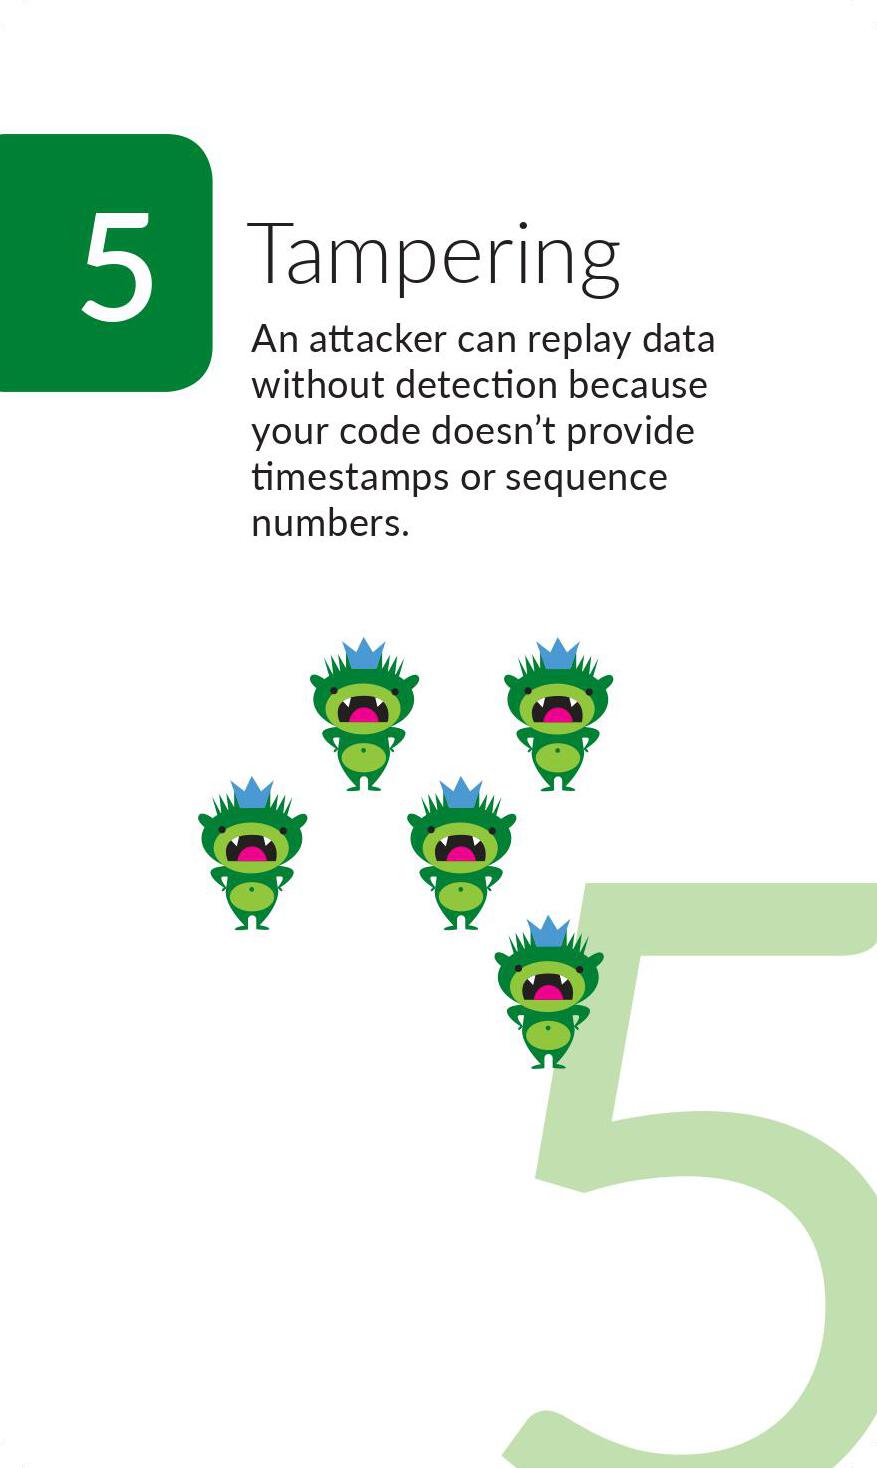 5
Tampering
An attacker can replay data
without detection because
your code doesn’t provide
timestamps or sequence
numbers.
5